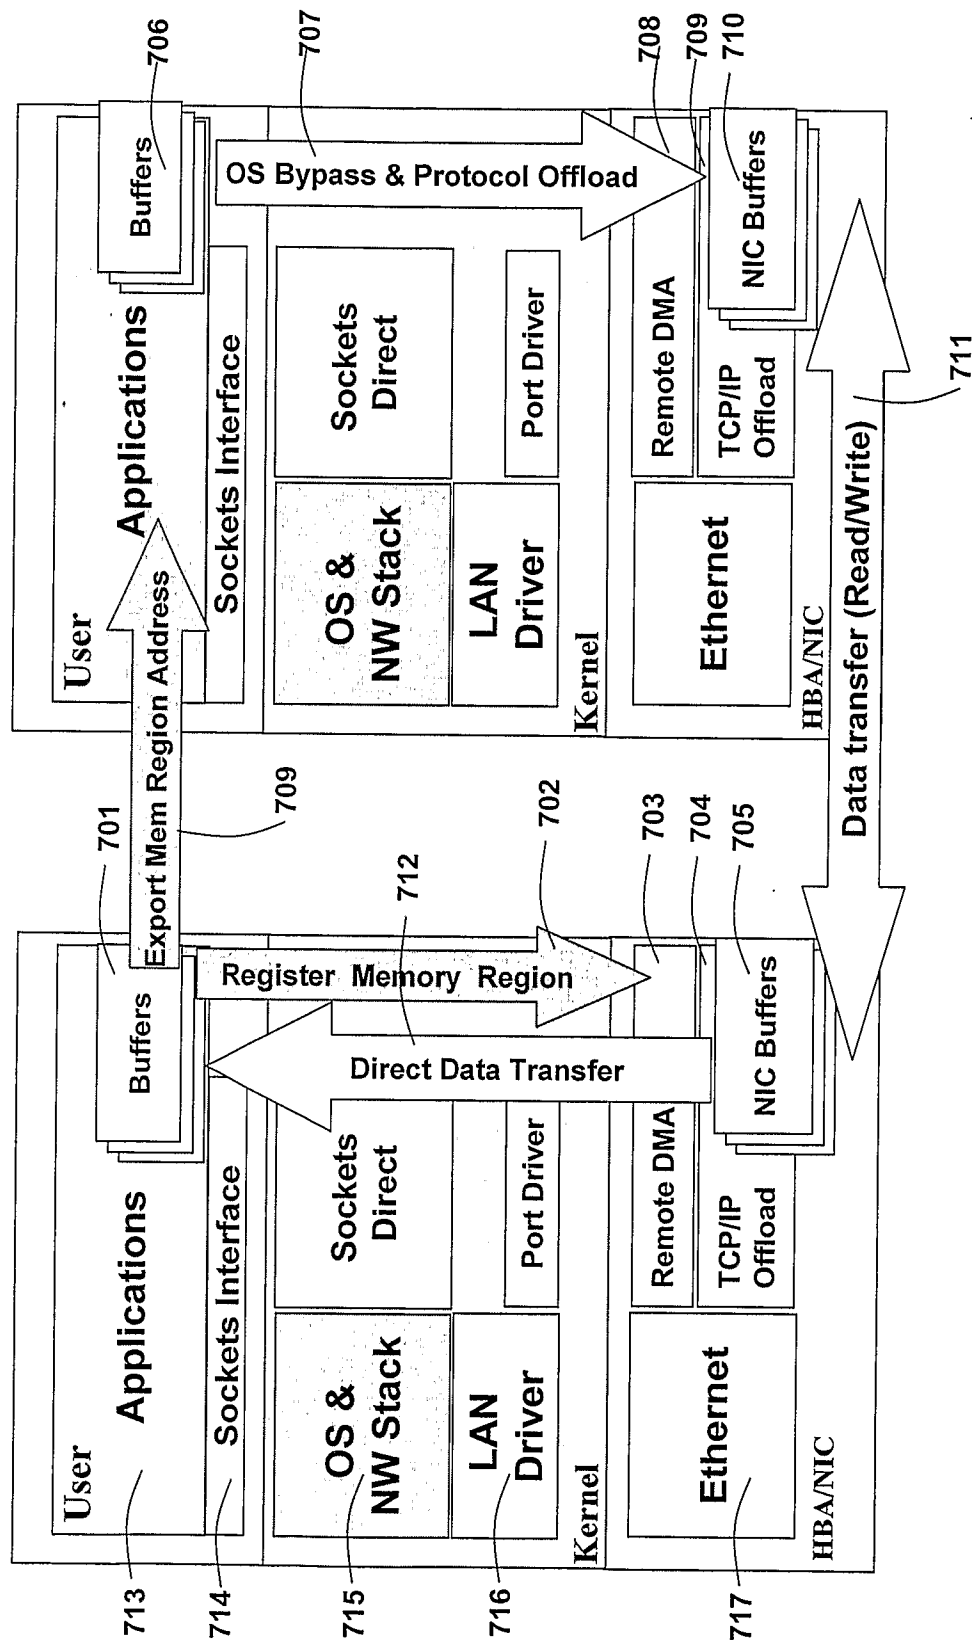 701
702
703
704
705
706
707
708
709
710
711
712
709
713
714
715
716
717
User
Applications
Buffers
Sockets Interface
Export Mem Region Address
Register Memory Region
Direct Data Transfer
OS &
NW Stack
Sockets
Direct
LAN
Driver
Port Driver
Kernel
Ethernet
Remote DMA
TCP/IP
Offload
NIC Buffers
HBA/NIC
User
Applications
Buffers
Sockets Interface
OS Bypass & Protocol Offload
OS &
NW Stack
Sockets
Direct
LAN
Driver
Port Driver
Kernel
Ethernet
Remote DMA
TCP/IP
Offload
NIC Buffers
HBA/NIC
Data transfer (Read/Write)